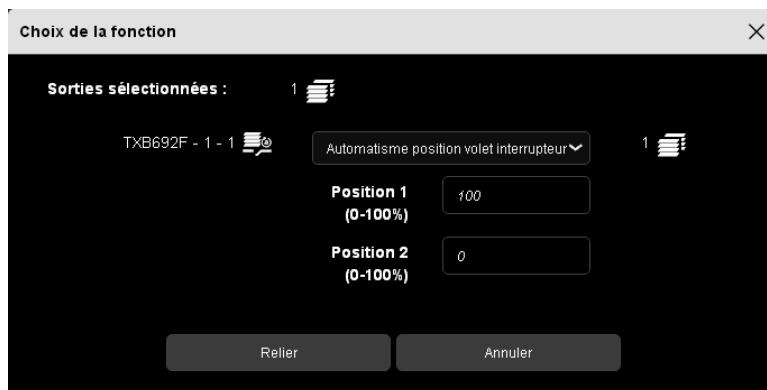 Choix de la fonction
Sorties sélectionnées : 1
TXB692F - 1 - 1 Automatisme position volet interrupteur 1
Position 1
(0-100%)
100
Position 2
(0-100%)
0
Relier Annuler